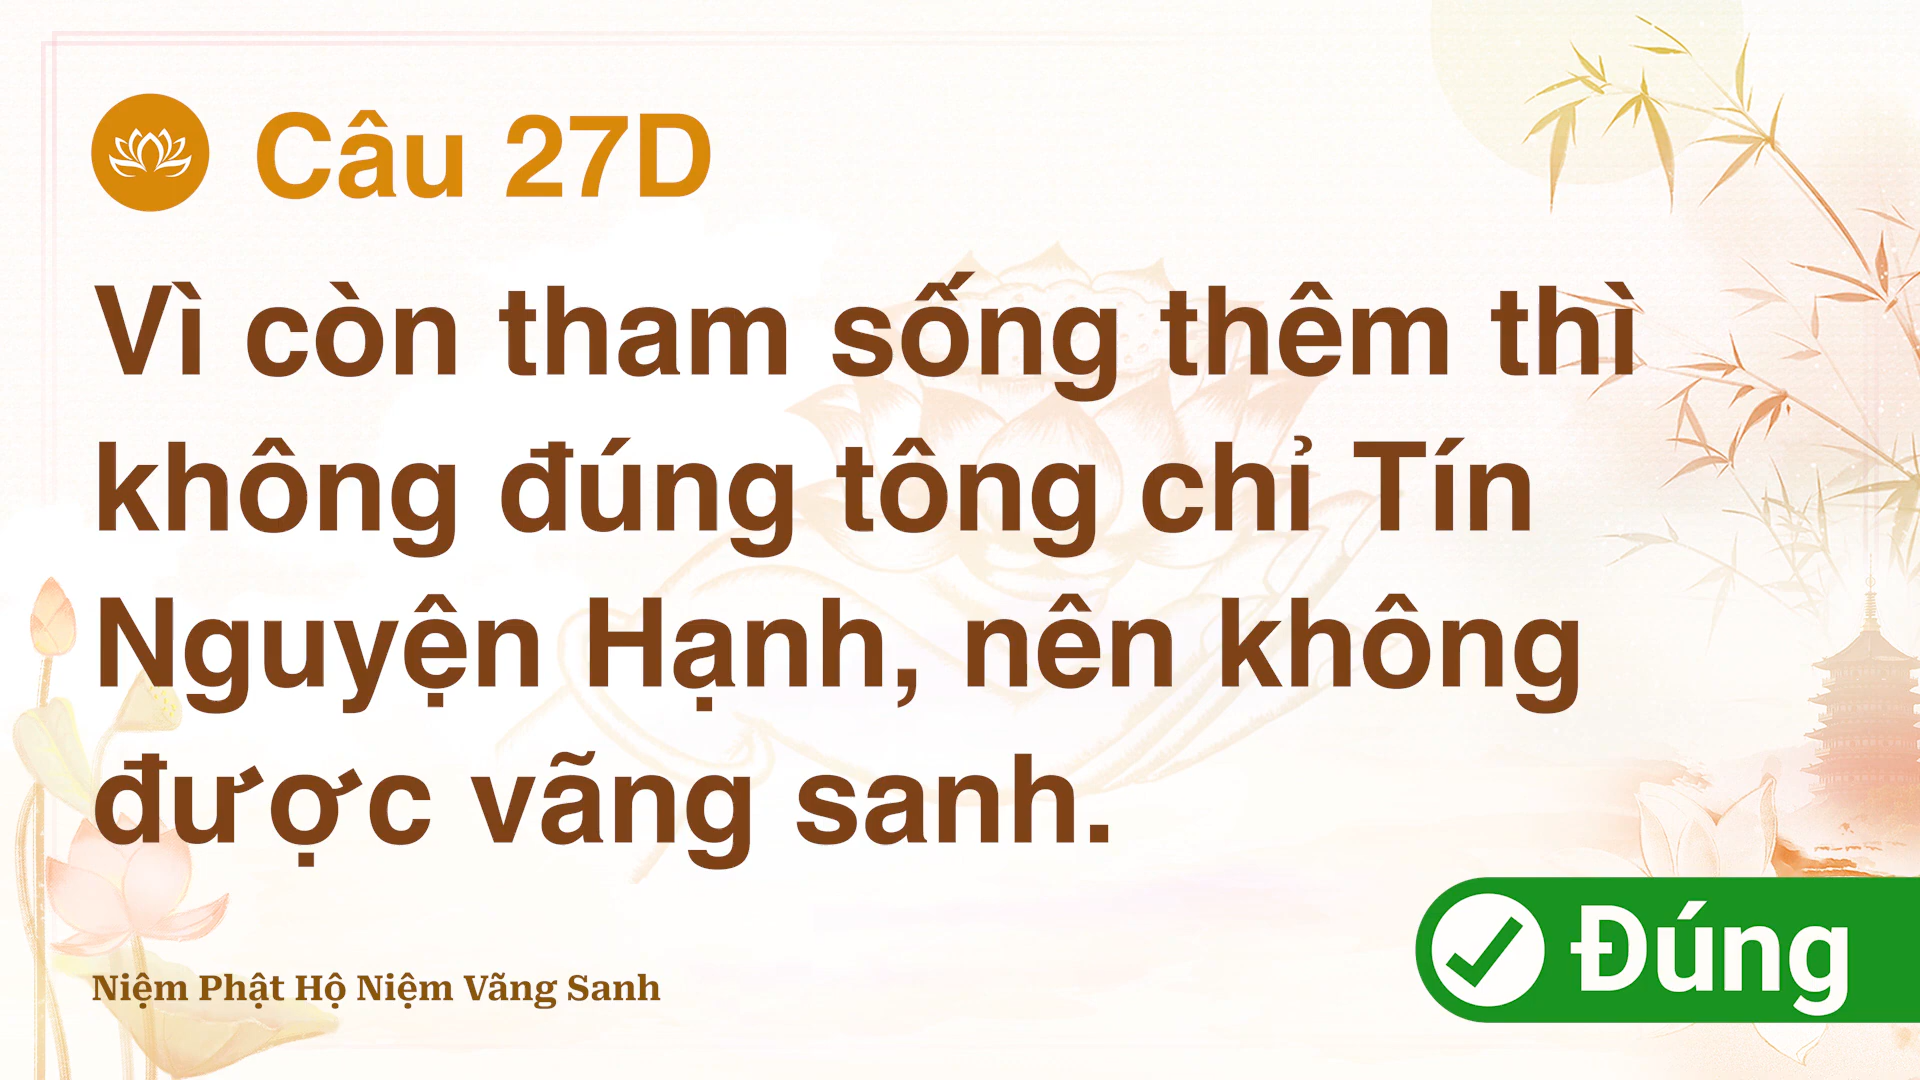 Câu 27D
Vì còn tham sống thêm thì
không đúng tông chỉ Tín
Nguyện Hạnh, nên không
được vãng sanh.
Đúng
Niệm Phật Hộ Niệm Vãng Sanh